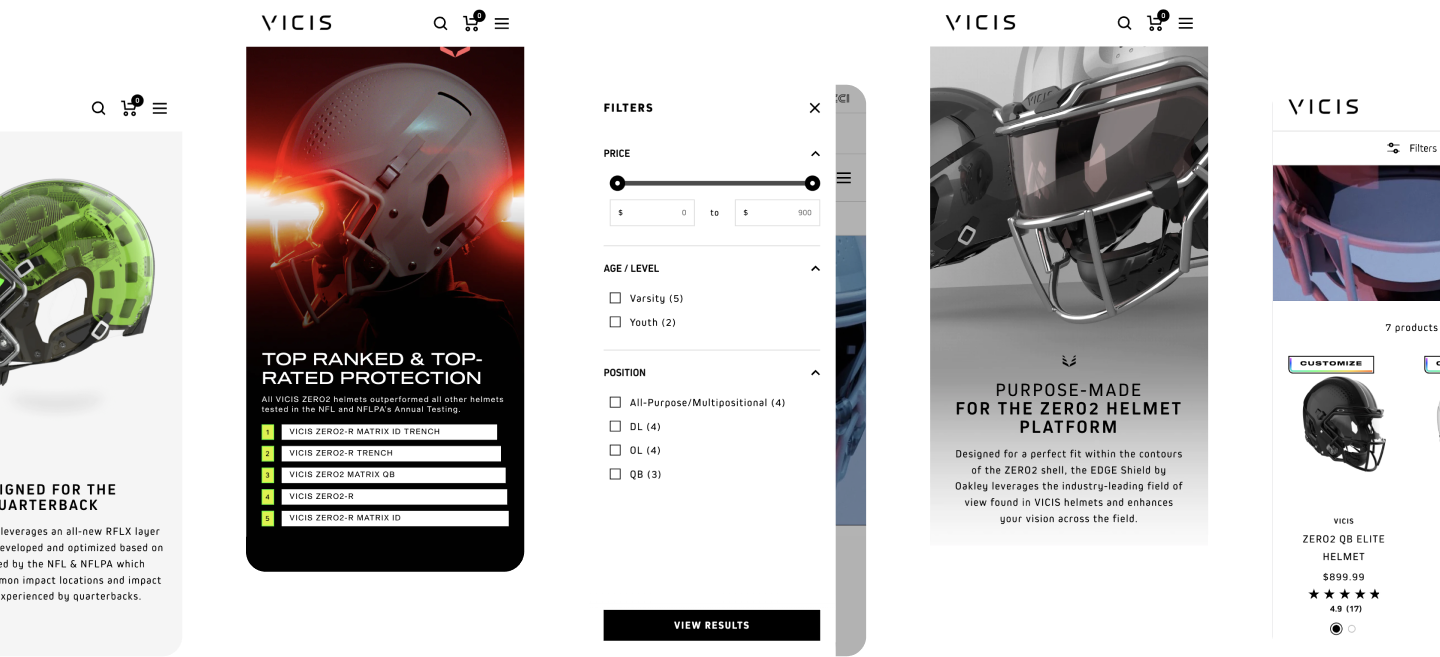 0
IGNED FOR THE
UARTERBACK
leverages an all-new RFLX layer
eveloped and optimized based on
ed by the NFL & NFLPA which
mon impact locations and impact
xperienced by quarterbacks.
VICIS
0
TOP RANKED & TOP-
RATED PROTECTION
All VICIS ZERO2 helmets outperformed all other helmets
tested in the NFL and NFLPA's Annual Testing.
1 VICIS ZERO2-R MATRIX ID TRENCH
2 VICIS ZERO2-R TRENCH
3 VICIS ZERO2 MATRIX QB
4 VICIS ZERO2-R
5 VICIS ZERO2-R MATRIX ID
FILTERS
PRICE
$ 0 to $ 900
AGE / LEVEL
Varsity (5)
Youth (2)
POSITION
All-Purpose/Multipositional (4)
DL (4)
OL (4)
QB (3)
VIEW RESULTS
VICIS
0
VICIS
PURPOSE-MADE
FOR THE ZERO2 HELMET
PLATFORM
Designed for a perfect fit within the contours
of the ZERO2 shell, the EDGE Shield by
Oakley leverages the industry-leading field of
view found in VICIS helmets and enhances
your vision across the field.
VICIS
Filters
7 products
CUSTOMIZE
VICIS
ZERO2 QB ELITE
HELMET
$899.99
4.9 (17)